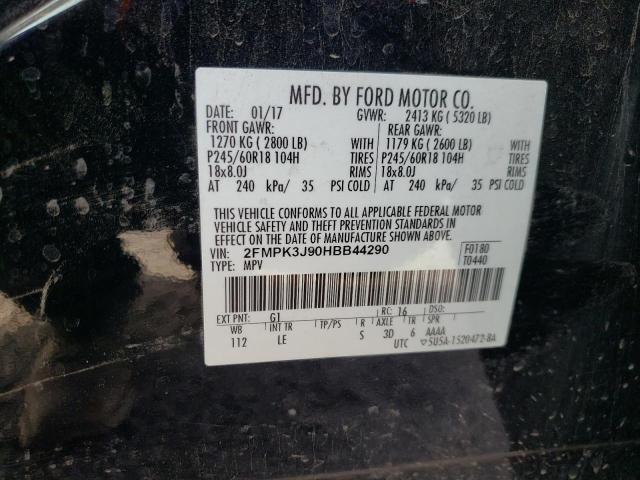 MFD. BY FORD MOTOR CO.
DATE: 01/17 GVWR: 2413 KG ( 5320 LB)
FRONT GAWR: REAR GAWR:
1270 KG ( 2800 LB) WITH 1179 KG ( 2600 LB) WITH
P245/60R18 104H TIRES P245/60R18 104H TIRES
18x8.0J RIMS 18x8.0J RIMS
AT 240 kPa/ 35 PSI COLD AT 240 kPa/ 35 PSI COLD
THIS VEHICLE CONFORMS TO ALL APPLICABLE FEDERAL MOTOR
VEHICLE SAFETY AND THEFT PREVENTION STANDARDS IN
EFFECT ON THE DATE OF MANUFACTURE SHOWN ABOVE.
VIN: 2FMPK3J90HBB44290 F0180
TYPE: MPV T0440
EXT PNT: G1 RC: 16 DSO:
WB INT TR TP/PS R AXLE TR SPR
112 LE S 3D 6 AAAA
UTC ▽5U5A-1520472-BA